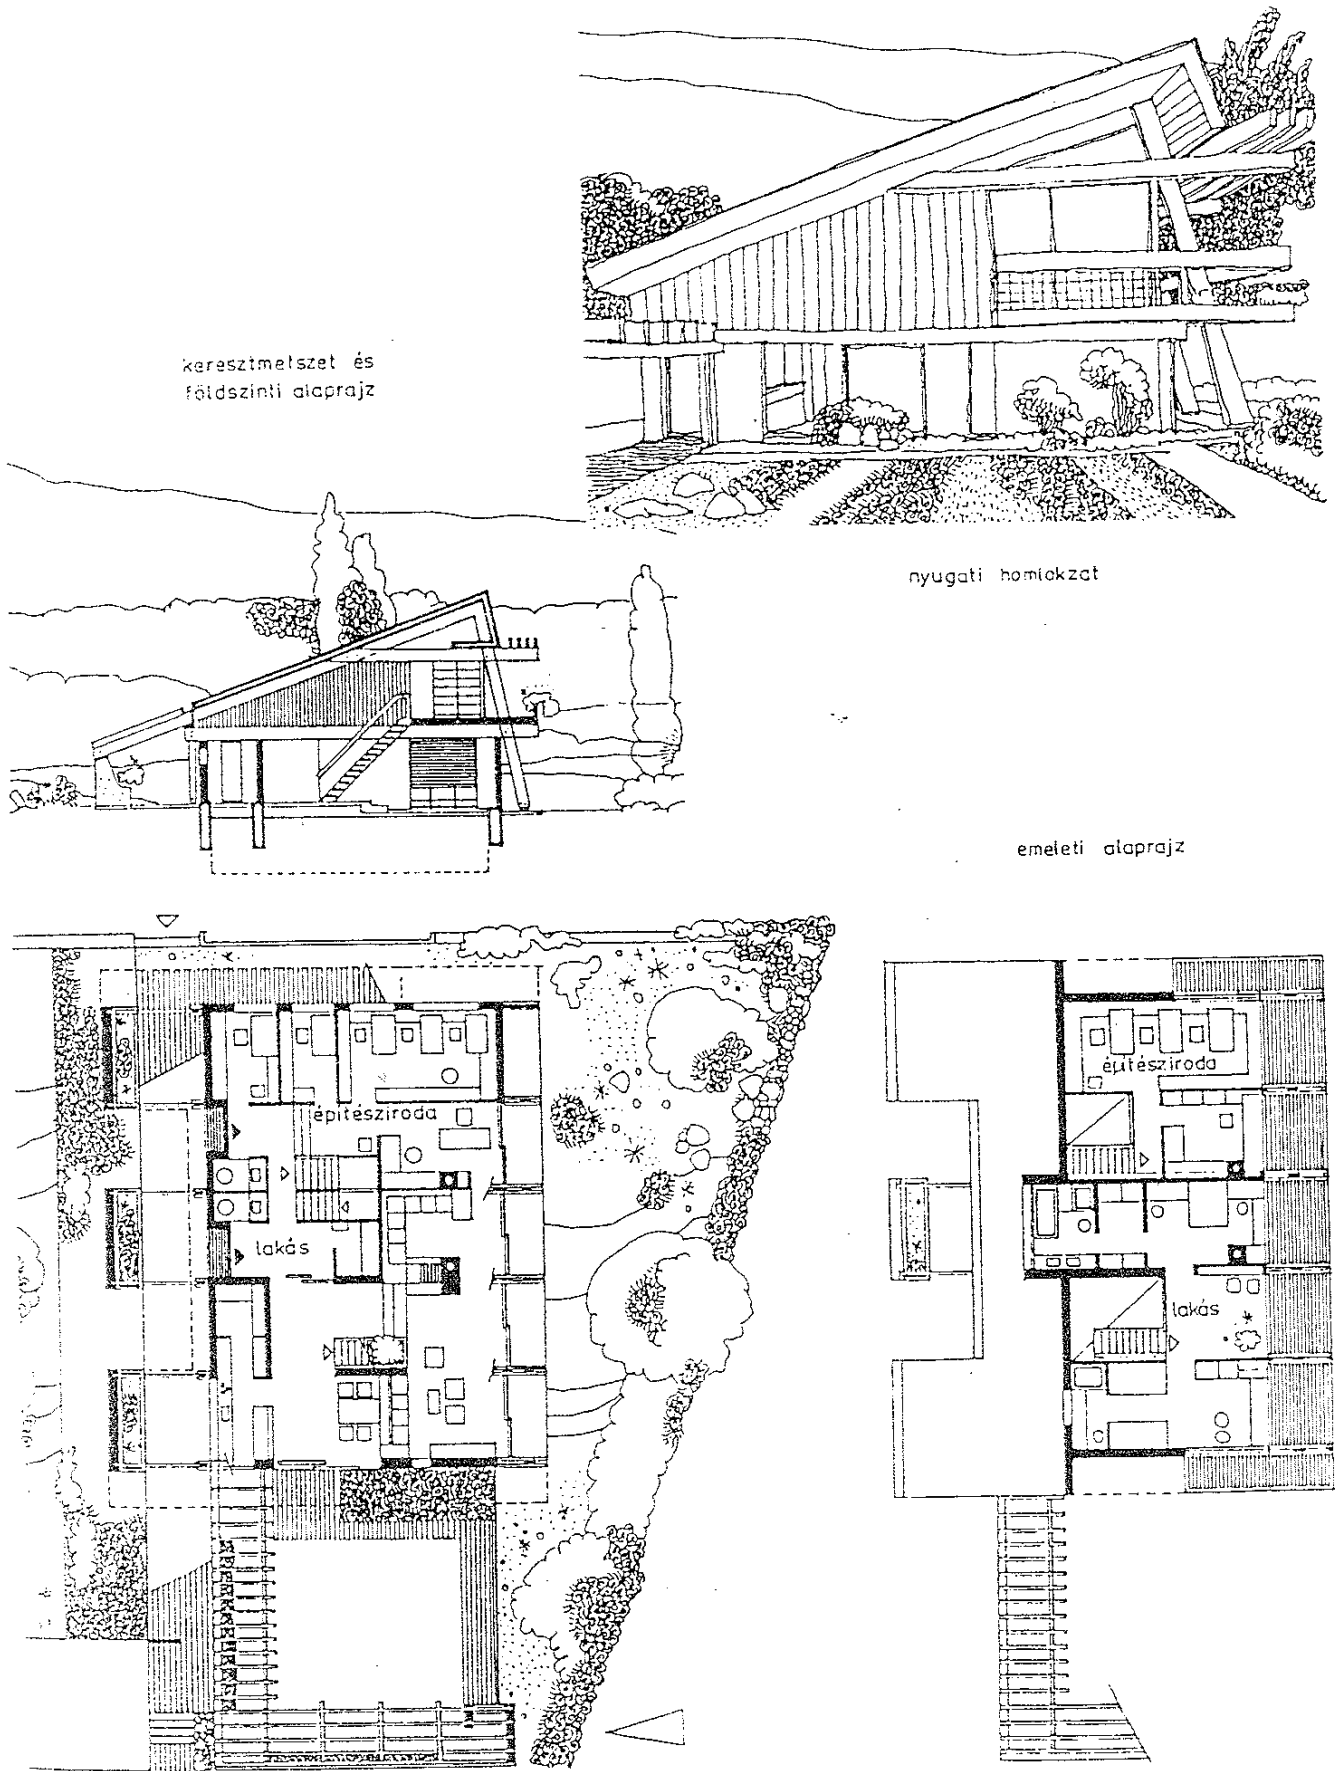 keresztmetszet és
földszinti alaprajz
nyugati homlokzat
emeleti alaprajz
építésziroda
lakás
építésziroda
lakás